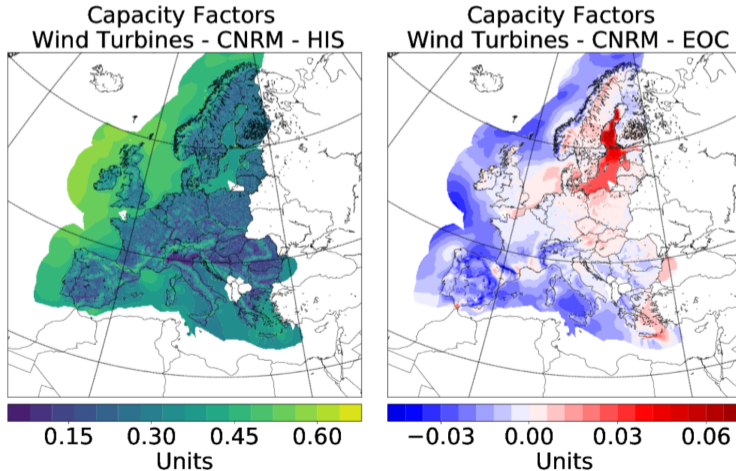 Capacity Factors
Wind Turbines - CNRM - HIS
0.15 0.30 0.45 0.60
Units
Capacity Factors
Wind Turbines - CNRM - EOC
−0.03 0.00 0.03 0.06
Units